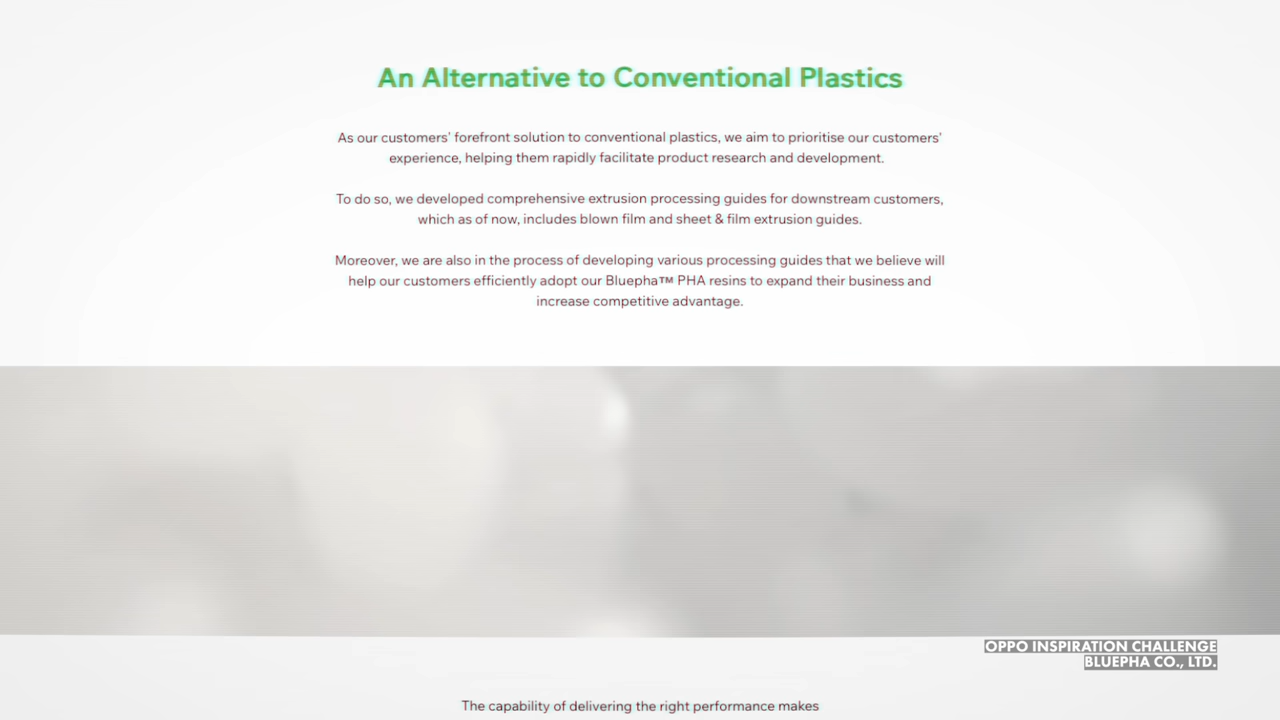 An Alternative to Conventional Plastics
As our customers' forefront solution to conventional plastics, we aim to prioritise our customers'
experience, helping them rapidly facilitate product research and development.
To do so, we developed comprehensive extrusion processing guides for downstream customers,
which as of now, includes blown film and sheet & film extrusion guides.
Moreover, we are also in the process of developing various processing guides that we believe will
help our customers efficiently adopt our Bluepha™ PHA resins to expand their business and
increase competitive advantage.
OPPO INSPIRATION CHALLENGE
BLUEPHA CO., LTD.
The capability of delivering the right performance makes